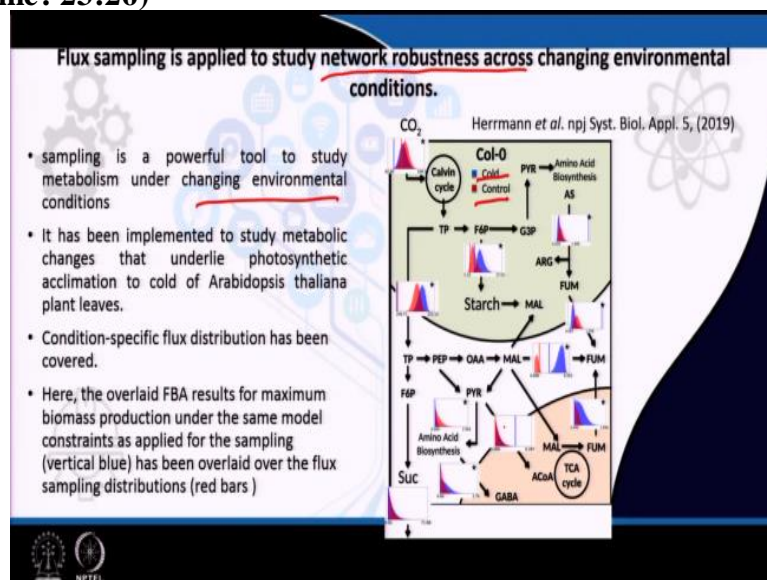 Flux sampling is applied to study network robustness across changing environmental
conditions.
Herrmann et al. npj Syst. Biol. Appl. 5, (2019)
• sampling is a powerful tool to study
metabolism under changing environmental
conditions
• It has been implemented to study metabolic
changes that underlie photosynthetic
acclimation to cold of Arabidopsis thaliana
plant leaves.
• Condition-specific flux distribution has been
covered.
• Here, the overlaid FBA results for maximum
biomass production under the same model
constraints as applied for the sampling
(vertical blue) has been overlaid over the flux
sampling distributions (red bars )
CO2
Col-0
Cold
Control
Calvin
cycle
PYR
Amino Acid
Biosynthesis
AS
TP
F6P
G3P
ARG
FUM
Starch
MAL
TP
PEP
OAA
MAL
FUM
F6P
PYR
Amino Acid
Biosynthesis
MAL
FUM
Suc
ACoA
TCA
cycle
GABA
NPTEL